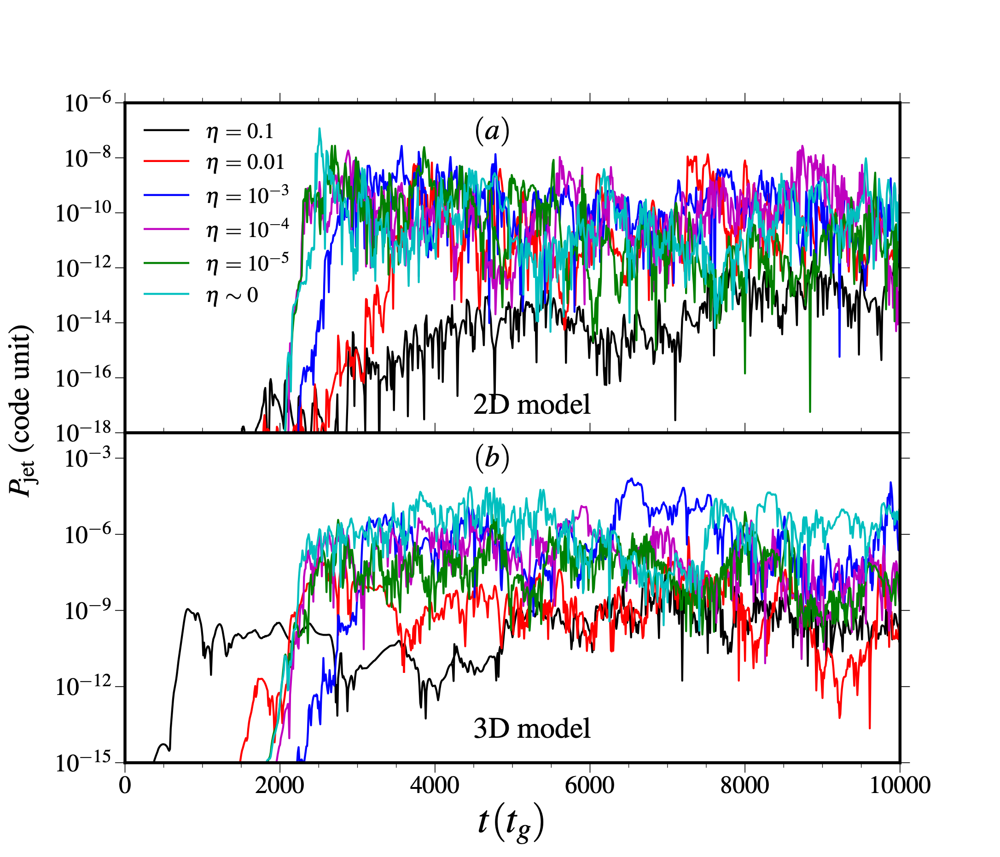 (a)
η = 0.1
η = 0.01
η = 10⁻³
η = 10⁻⁴
η = 10⁻⁵
η ∼ 0
2D model
10⁻⁶
10⁻⁸
10⁻¹⁰
10⁻¹²
10⁻¹⁴
10⁻¹⁶
10⁻¹⁸
P_jet (code unit)
(b)
3D model
10⁻³
10⁻⁶
10⁻⁹
10⁻¹²
10⁻¹⁵
0 2000 4000 6000 8000 10000
t (t_g)